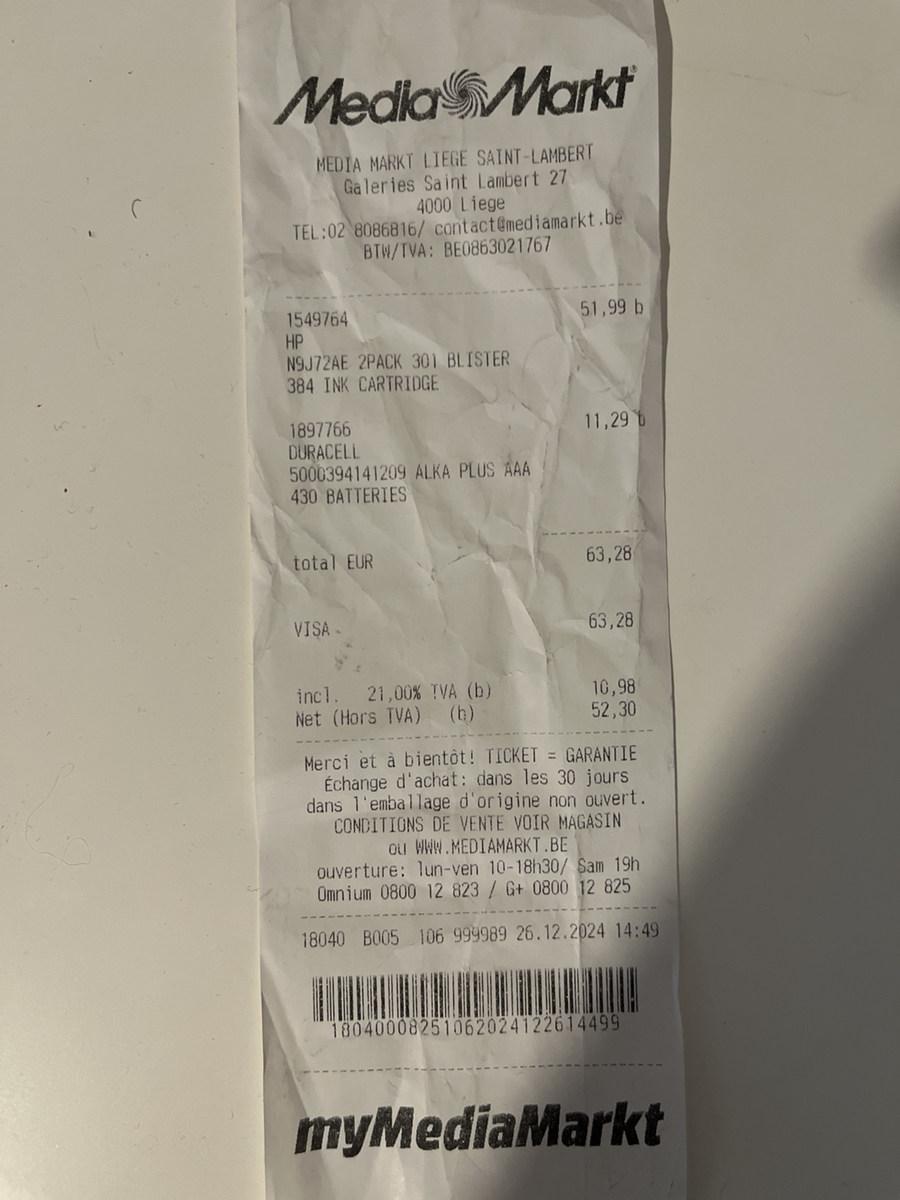 Media Markt
MEDIA MARKT LIEGE SAINT-LAMBERT
Galeries Saint Lambert 27
4000 Liege
TEL:02 8086816/ contact@mediamarkt.be
BTW/TVA: BE0863021767
1549764 51,99 b
HP
N9J72AE 2PACK 301 BLISTER
384 INK CARTRIDGE
1897766 11,29 b
DURACELL
5000394141209 ALKA PLUS AAA
430 BATTERIES
total EUR 63,28
VISA 63,28
incl. 21,00% TVA (b) 10,98
Net (Hors TVA) (b) 52,30
Merci et à bientôt! TICKET = GARANTIE
Échange d'achat: dans les 30 jours
dans l'emballage d'origine non ouvert.
CONDITIONS DE VENTE VOIR MAGASIN
ou WWW.MEDIAMARKT.BE
ouverture: lun-ven 10-18h30/ Sam 19h
Omnium 0800 12 823 / G+ 0800 12 825
18040 B005 106 999989 26.12.2024 14:49
1804000825106202412261449​9
myMediaMarkt